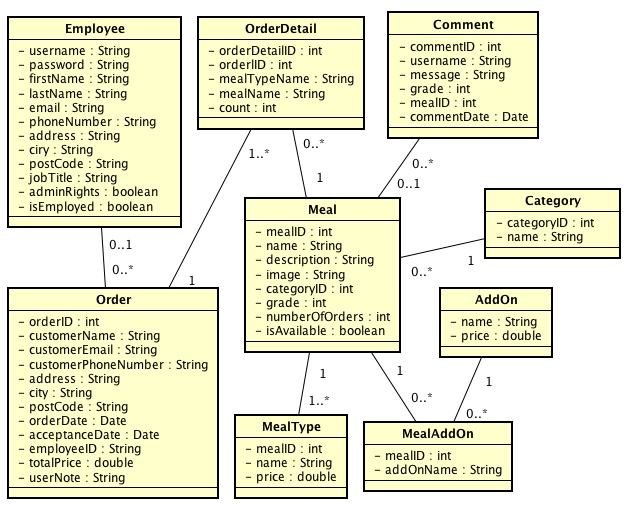 Employee
- username : String
- password : String
- firstName : String
- lastName : String
- email : String
- phoneNumber : String
- address : String
- ciry : String
- postCode : String
- jobTitle : String
- adminRights : boolean
- isEmployed : boolean
OrderDetail
- orderDetailID : int
- orderlID : int
- mealTypeName : String
- mealName : String
- count : int
Comment
- commentID : int
- username : String
- message : String
- grade : int
- mealID : int
- commentDate : Date
1..*
0..*
1
0..*
0..1
0..1
0..*
1
Meal
- mealID : int
- name : String
- description : String
- image : String
- categoryID : int
- grade : int
- numberOfOrders : int
- isAvailable : boolean
Category
- categoryID : int
- name : String
1
0..*
Order
- orderID : int
- customerName : String
- customerEmail : String
- customerPhoneNumber : String
- address : String
- city : String
- postCode : String
- orderDate : Date
- acceptanceDate : Date
- employeeID : String
- totalPrice : double
- userNote : String
AddOn
- name : String
- price : double
1
1..*
1
0..*
1
0..*
MealType
- mealID : int
- name : String
- price : double
MealAddOn
- mealID : int
- addOnName : String